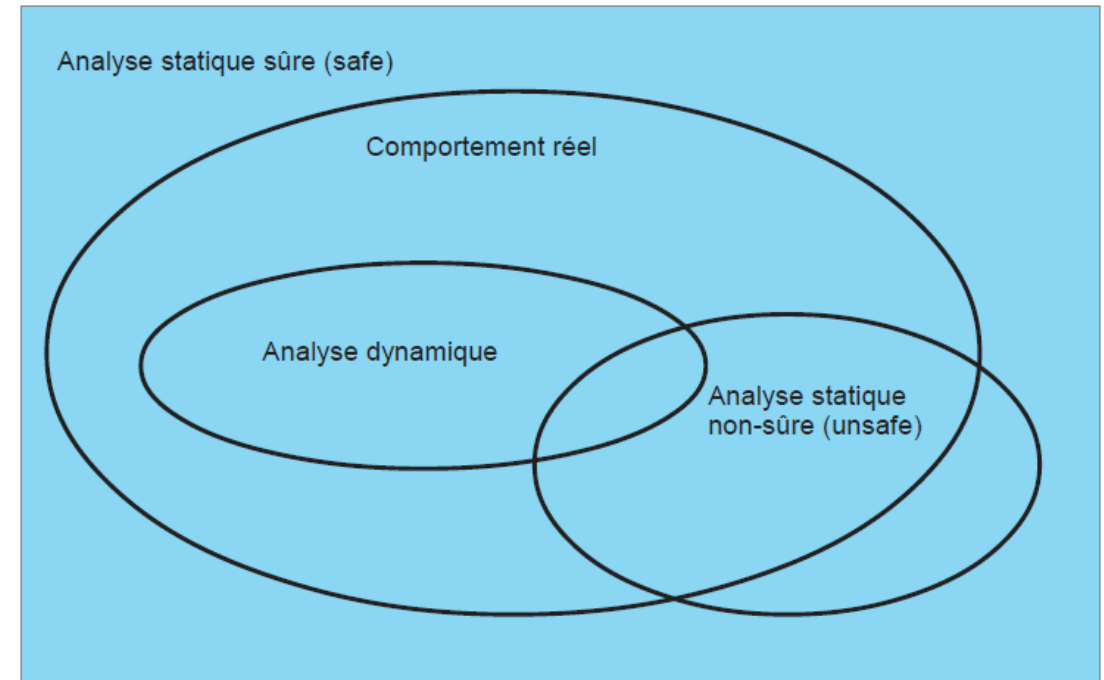 Analyse statique sûre (safe)
Comportement réel
Analyse dynamique
Analyse statique
non-sûre (unsafe)